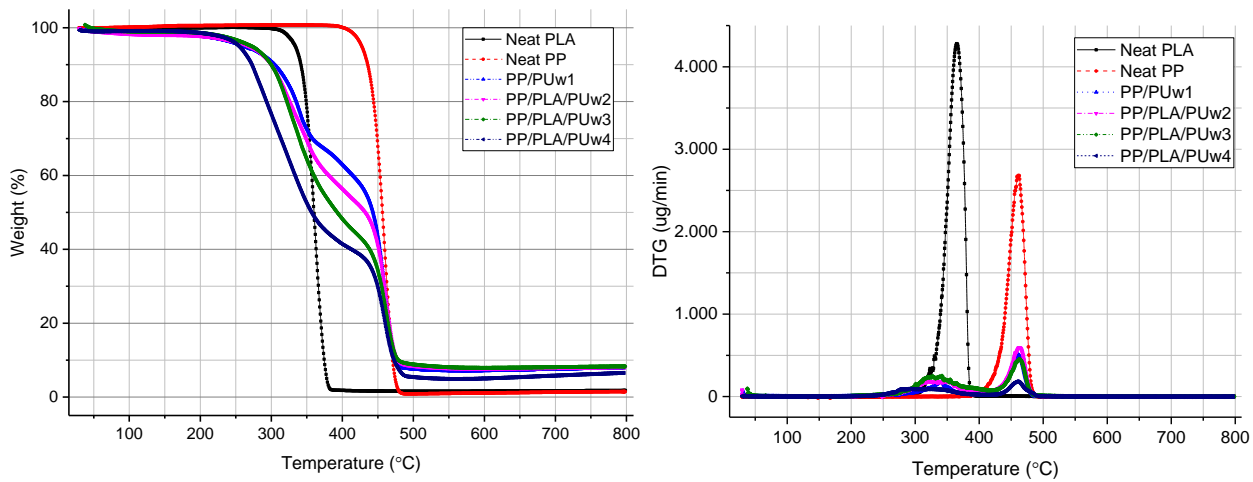 100
80
60
40
20
0
Weight (%)
100
200
300
400
500
600
700
800
Temperature (°C)
Neat PLA
Neat PP
PP/PUw1
PP/PLA/PUw2
PP/PLA/PUw3
PP/PLA/PUw4
4.000
3.000
2.000
1.000
0
DTG (ug/min)
100
200
300
400
500
600
700
800
Temperature (°C)
Neat PLA
Neat PP
PP/PUw1
PP/PLA/PUw2
PP/PLA/PUw3
PP/PLA/PUw4